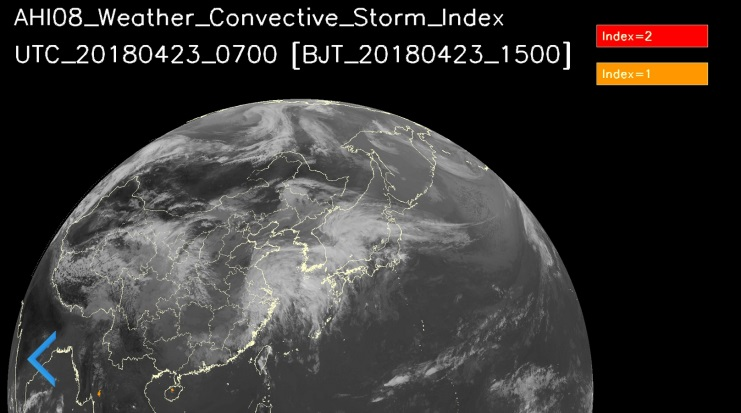 AHI08_Weather_Convective_Storm_Index
UTC_20180423_0700 [BJT_20180423_1500]
Index=2
Index=1